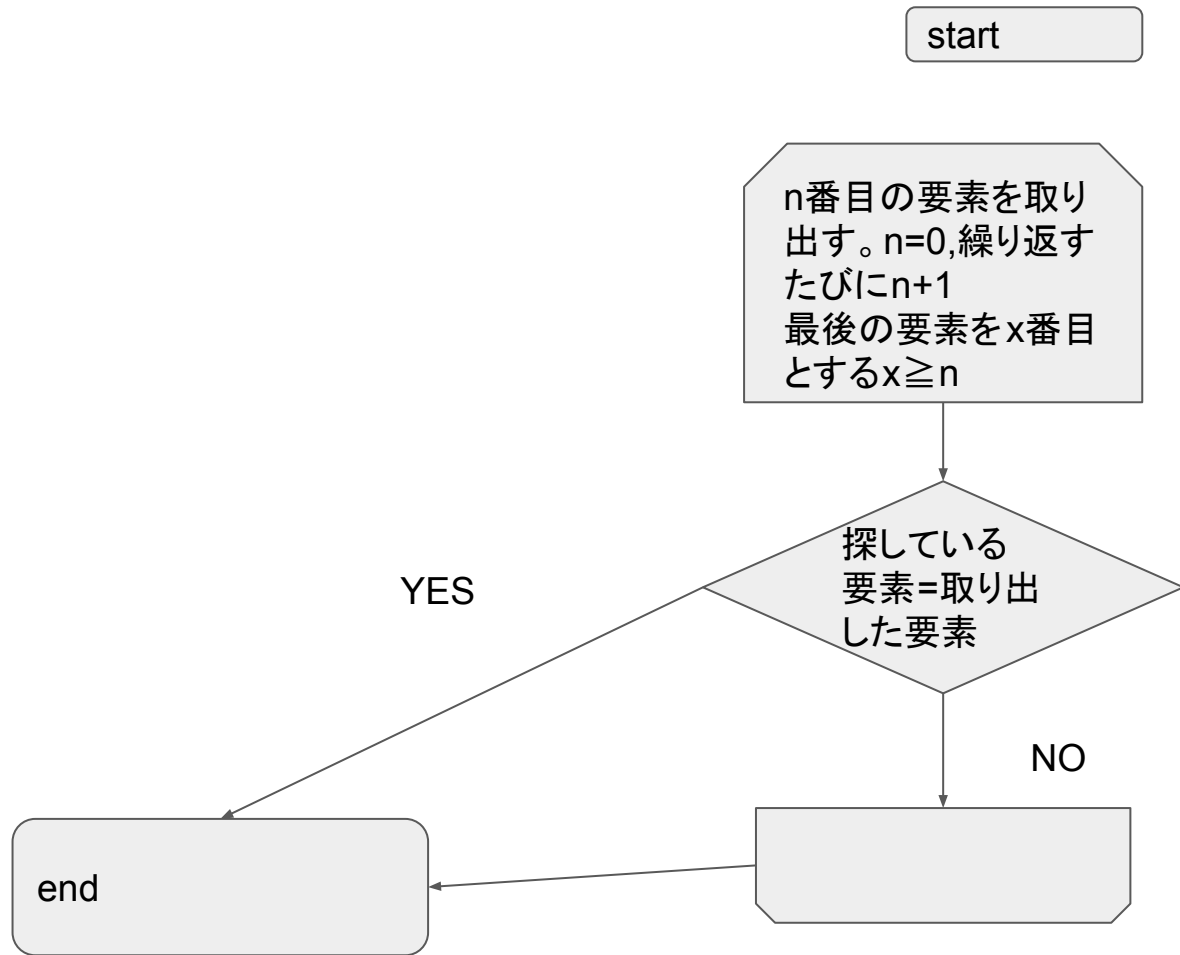 start
n番目の要素を取り
出す。n=0,繰り返す
たびにn+1
最後の要素をx番目
とするx≧n
探している
要素=取り出
した要素
YES
NO
end